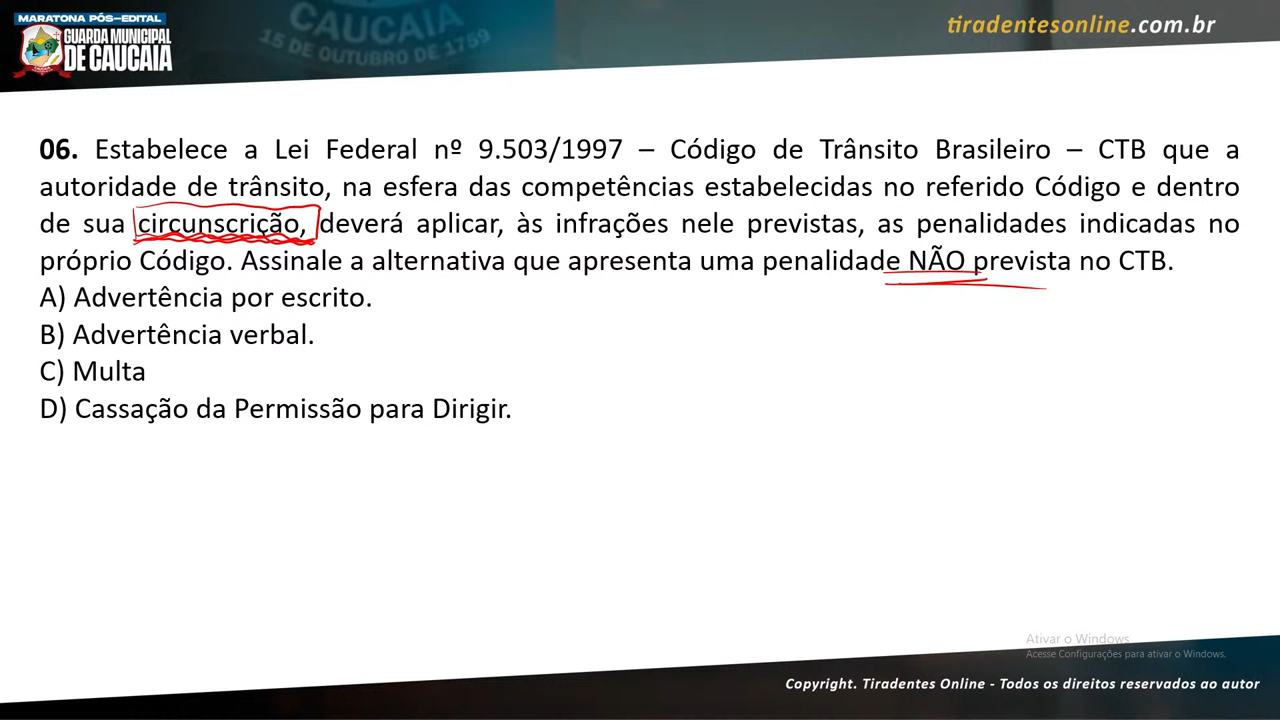 MARATONA PÓS-EDITAL
GUARDA MUNICIPAL
DE CAUCAIA
CAUCAIA
15 DE OUTUBRO DE 1759
tiradentesonline.com.br
06. Estabelece a Lei Federal nº 9.503/1997 – Código de Trânsito Brasileiro – CTB que a
autoridade de trânsito, na esfera das competências estabelecidas no referido Código e dentro
de sua circunscrição, deverá aplicar, às infrações nele previstas, as penalidades indicadas no
próprio Código. Assinale a alternativa que apresenta uma penalidade NÃO prevista no CTB.
A) Advertência por escrito.
B) Advertência verbal.
C) Multa
D) Cassação da Permissão para Dirigir.
Ativar o Windows
Acesse Configurações para ativar o Windows.
Copyright. Tiradentes Online - Todos os direitos reservados ao autor